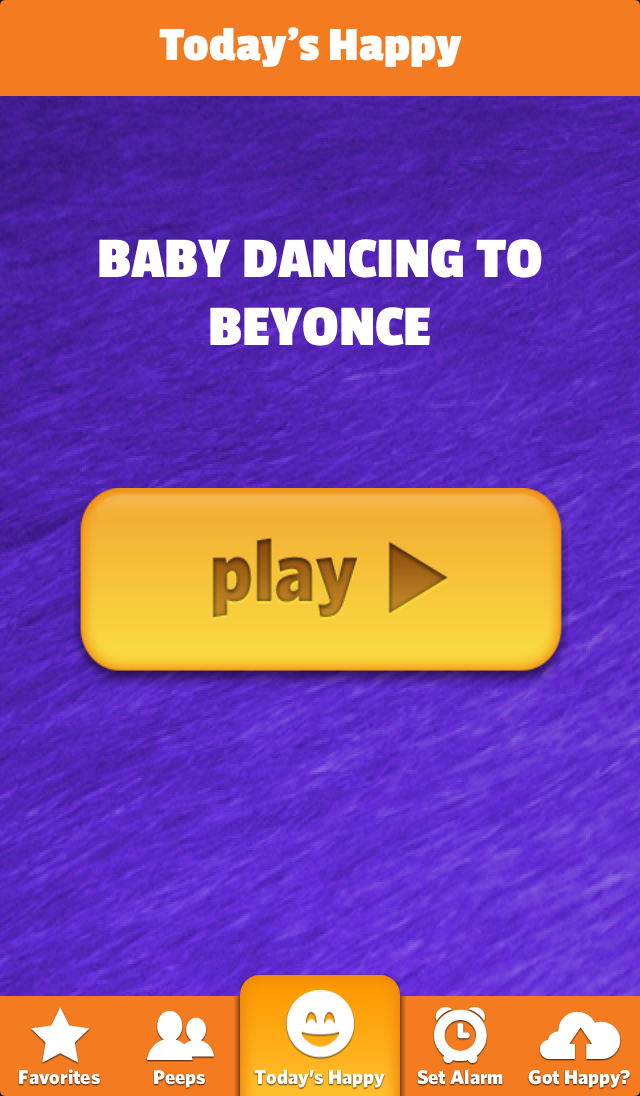 Today's Happy
BABY DANCING TO
BEYONCE
play
Favorites
Peeps
Today's Happy
Set Alarm
Got Happy?